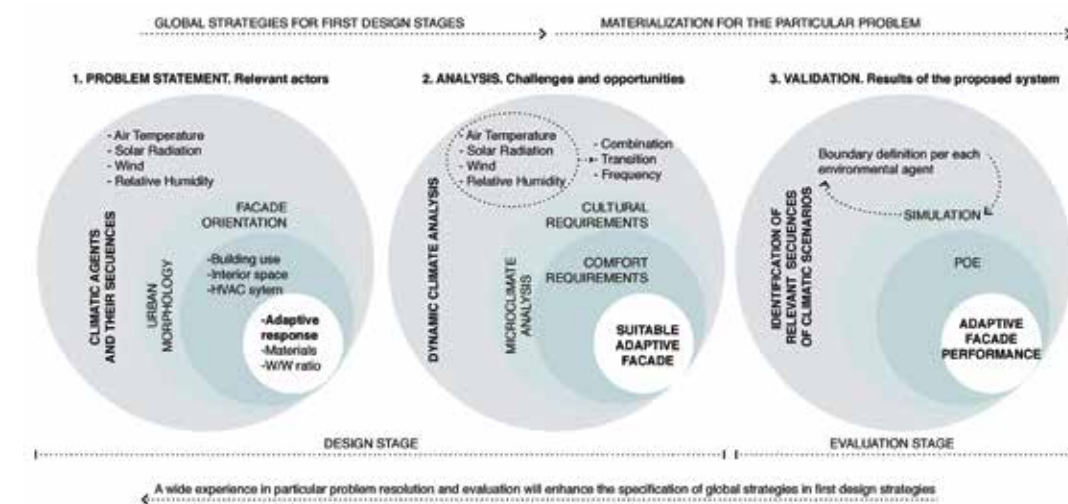 GLOBAL STRATEGIES FOR FIRST DESIGN STAGES
MATERIALIZATION FOR THE PARTICULAR PROBLEM
1. PROBLEM STATEMENT. Relevant actors
- Air Temperature
- Solar Radiation
- Wind
- Relative Humidity
CLIMATIC AGENTS
AND THEIR SECUENCES
FACADE
ORIENTATION
URBAN
MORPHOLOGY
-Building use
-Interior space
-HVAC sytem
-Adaptive
response
-Materials
-W/W ratio
2. ANALYSIS. Challenges and opportunities
- Air Temperature
- Solar Radiation
- Wind
- Relative Humidity
- Combination
- Transition
- Frequency
DYNAMIC CLIMATE ANALYSIS
CULTURAL
REQUIREMENTS
MICROCLIMATE
ANALYSIS
COMFORT
REQUIREMENTS
SUITABLE
ADAPTIVE
FACADE
3. VALIDATION. Results of the proposed system
Boundary definition per each
environmental agent
SIMULATION
IDENTIFICATION OF
RELEVANT SECUENCES
OF CLIMATIC SCENARIOS
POE
ADAPTIVE
FACADE
PERFORMANCE
DESIGN STAGE
EVALUATION STAGE
A wide experience in particular problem resolution and evaluation will enhance the specification of global strategies in first design strategies